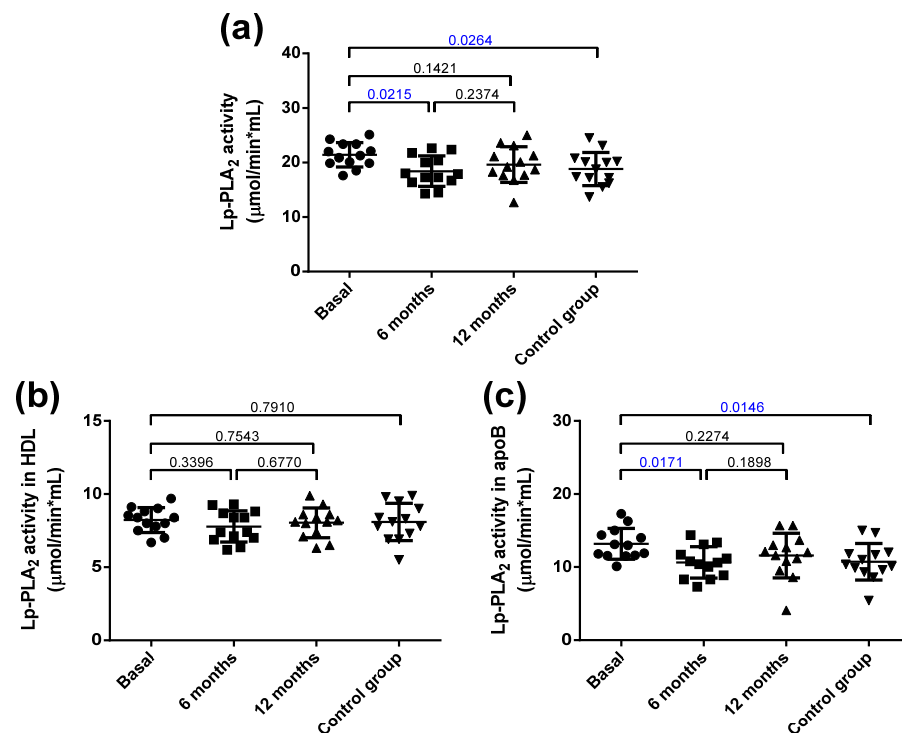 (a)
Lp-PLA2 activity
(μmol/min*mL)
40
30
20
10
0
0.0264
0.1421
0.0215
0.2374
Basal
6 months
12 months
Control group
(b)
Lp-PLA2 activity in HDL
(μmol/min*mL)
15
10
5
0
0.7910
0.7543
0.3396
0.6770
Basal
6 months
12 months
Control group
(c)
Lp-PLA2 activity in apoB
(μmol/min*mL)
30
20
10
0
0.0146
0.2274
0.0171
0.1898
Basal
6 months
12 months
Control group